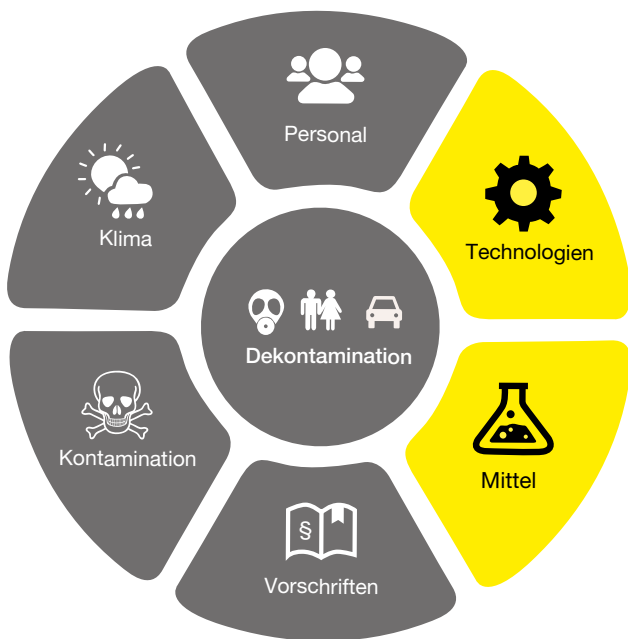 Personal
Technologien
Mittel
§
Vorschriften
Kontamination
Klima
Dekontamination